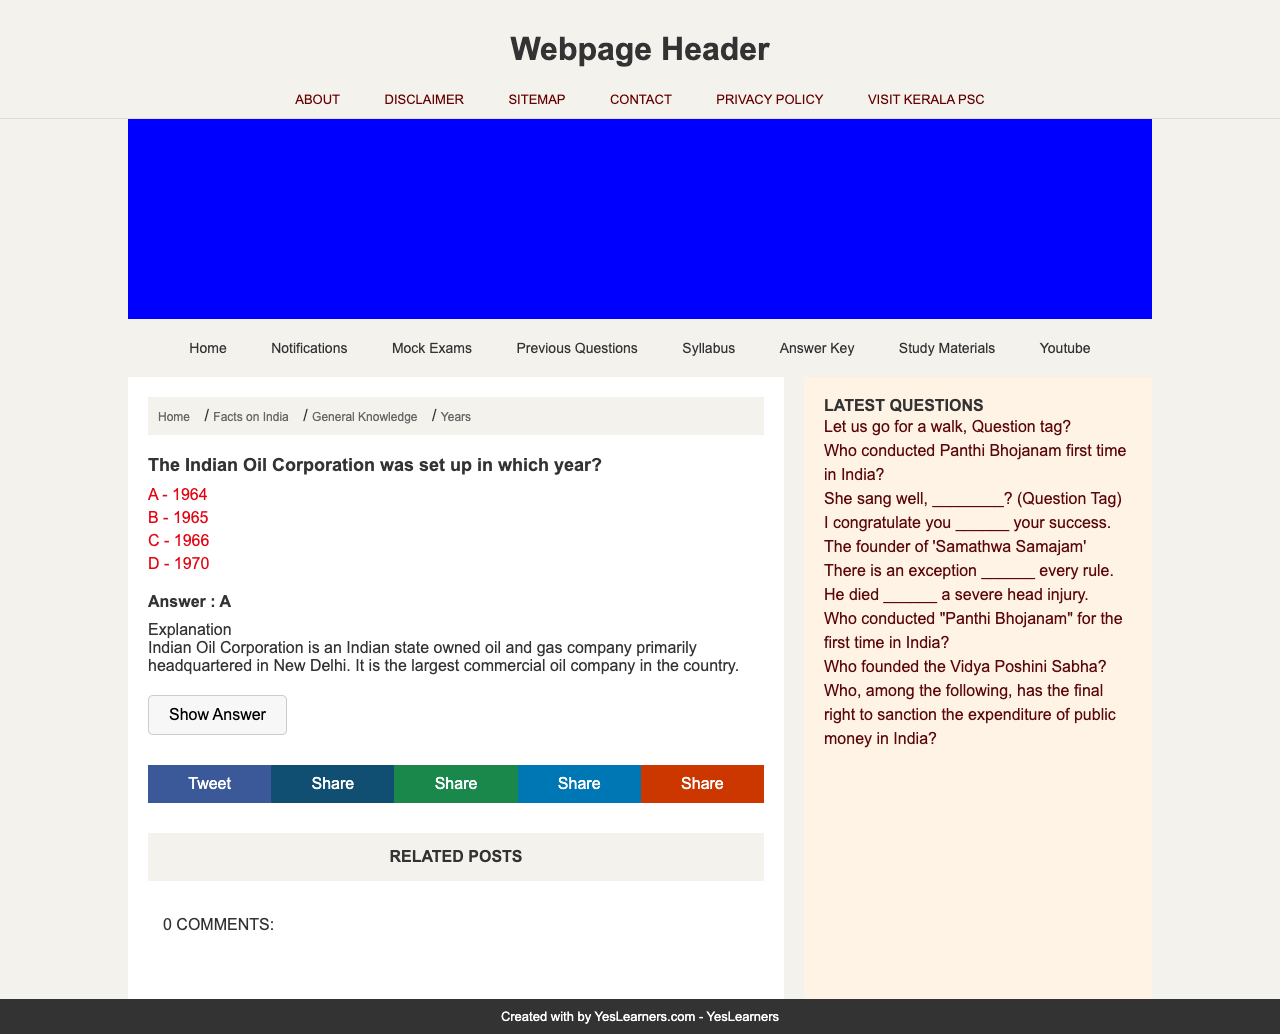 Webpage Header
ABOUT DISCLAIMER SITEMAP CONTACT PRIVACY POLICY VISIT KERALA PSC
Home Notifications Mock Exams Previous Questions Syllabus Answer Key Study Materials Youtube
Home / Facts on India / General Knowledge / Years
The Indian Oil Corporation was set up in which year?
A - 1964
B - 1965
C - 1966
D - 1970
Answer : A
Explanation
Indian Oil Corporation is an Indian state owned oil and gas company primarily
headquartered in New Delhi. It is the largest commercial oil company in the country.
Show Answer
Tweet Share Share Share Share
RELATED POSTS
0 COMMENTS:
LATEST QUESTIONS
Let us go for a walk, Question tag?
Who conducted Panthi Bhojanam first time
in India?
She sang well, ________? (Question Tag)
I congratulate you ______ your success.
The founder of 'Samathwa Samajam'
There is an exception ______ every rule.
He died ______ a severe head injury.
Who conducted "Panthi Bhojanam" for the
first time in India?
Who founded the Vidya Poshini Sabha?
Who, among the following, has the final
right to sanction the expenditure of public
money in India?
Created with by YesLearners.com - YesLearners